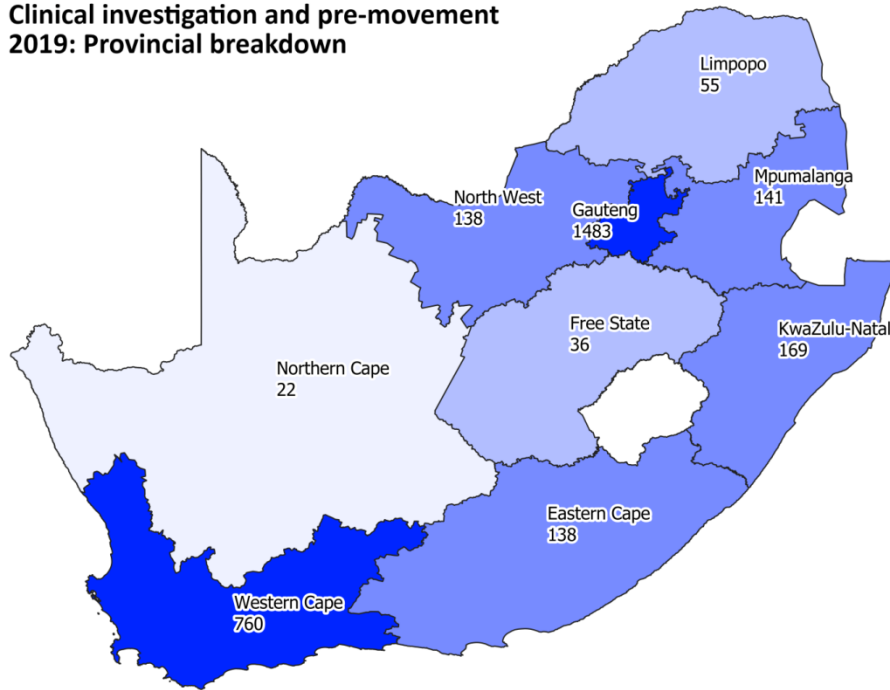 Clinical investigation and pre-movement
2019: Provincial breakdown
Limpopo
55
Mpumalanga
141
North West
138
Gauteng
1483
Free State
36
KwaZulu-Natal
169
Northern Cape
22
Eastern Cape
138
Western Cape
760